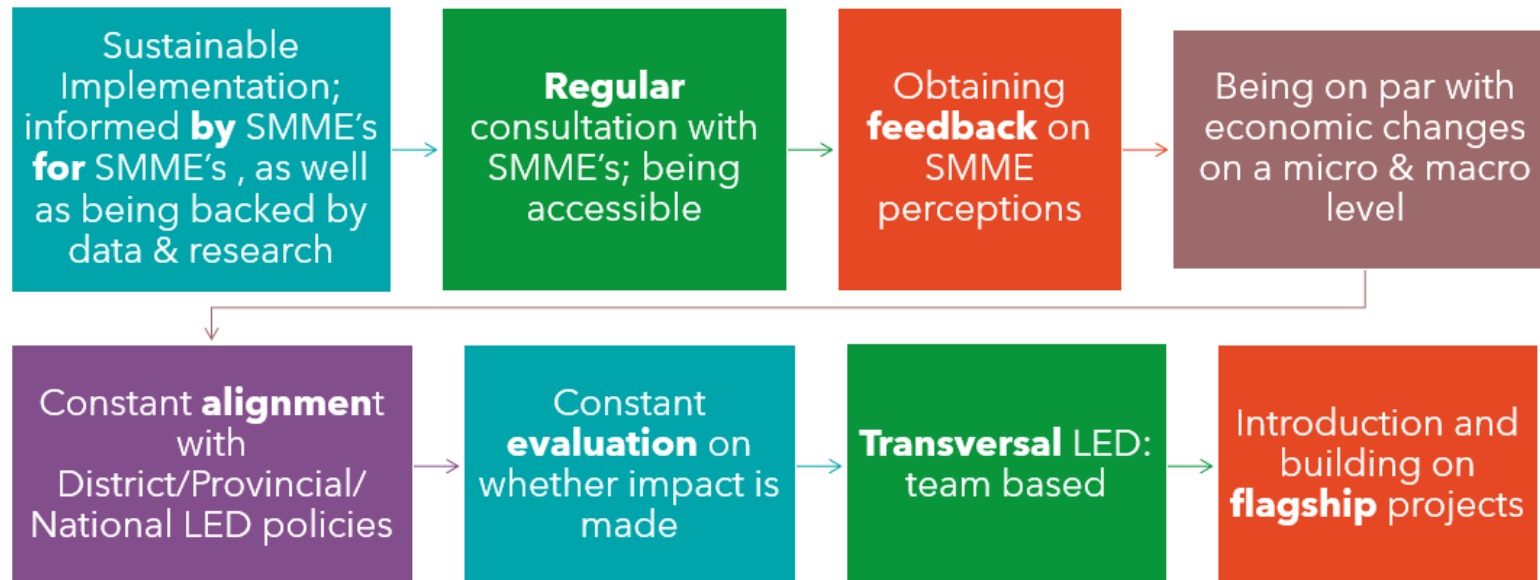 Sustainable
Implementation;
informed by SMME's
for SMME's , as well
as being backed by
data & research
Regular
consultation with
SMME's; being
accessible
Obtaining
feedback on
SMME
perceptions
Being on par with
economic changes
on a micro & macro
level
Constant alignment
with
District/Provincial/
National LED policies
Constant
evaluation on
whether impact is
made
Transversal LED:
team based
Introduction and
building on
flagship projects